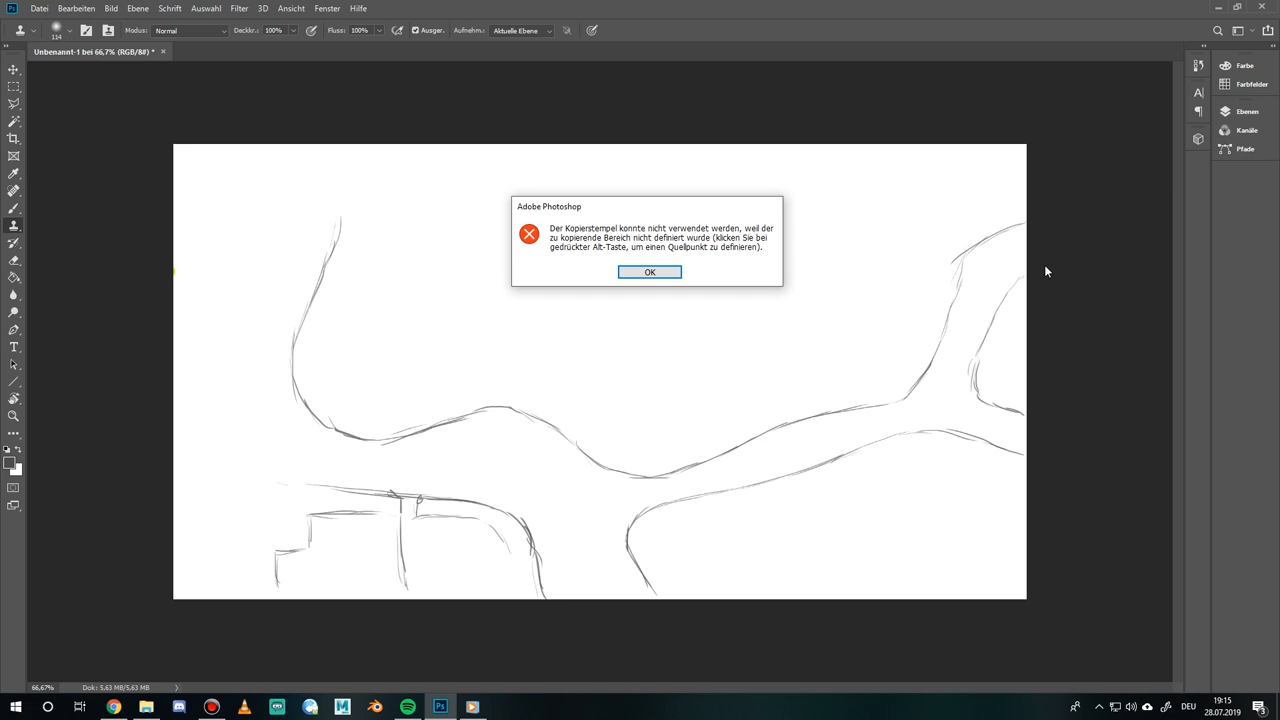 Ps Datei Bearbeiten Bild Ebene Schrift Auswahl Filter 3D Ansicht Fenster Hilfe
114 Modus: Normal Deckkr.: 100% Fluss: 100% Ausger. Aufnehm.: Aktuelle Ebene
Unbenannt-1 bei 66,7% (RGB/8#) *
Farbe
Farbfelder
Ebenen
Kanäle
Pfade
Adobe Photoshop
Der Kopierstempel konnte nicht verwendet werden, weil der
zu kopierende Bereich nicht definiert wurde (klicken Sie bei
gedrückter Alt-Taste, um einen Quellpunkt zu definieren).
OK
66,67% Dok: 5,63 MB/5,63 MB
Ps DEU 19:15
28.07.2019